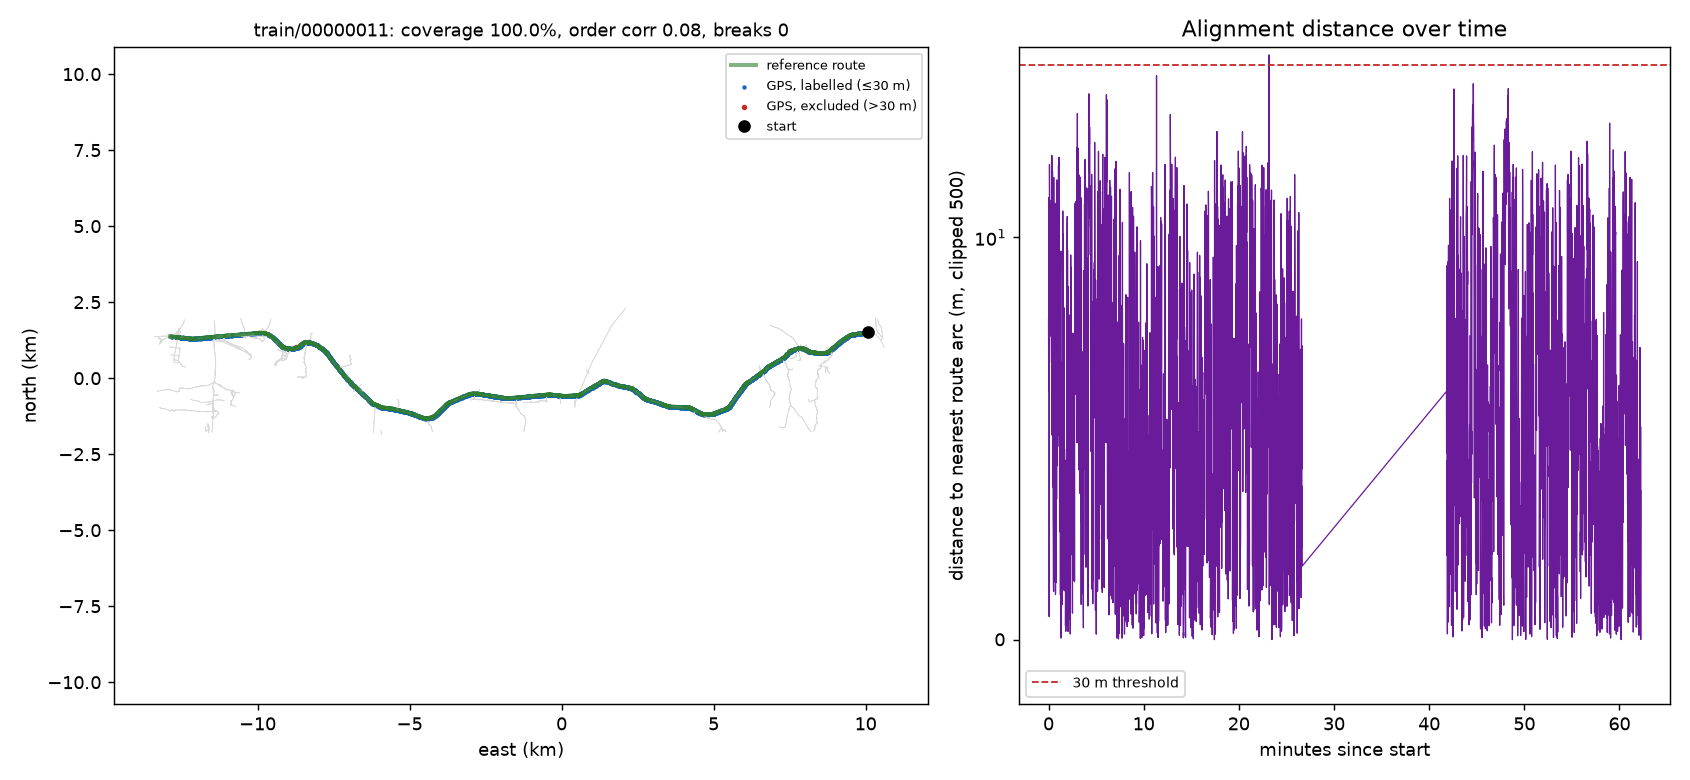 train/00000011: coverage 100.0%, order corr 0.08, breaks 0
10.0
7.5
5.0
2.5
0.0
−2.5
−5.0
−7.5
−10.0
north (km)
reference route
GPS, labelled (≤30 m)
GPS, excluded (>30 m)
start
−10
−5
0
5
10
east (km)
Alignment distance over time
10¹
0
distance to nearest route arc (m, clipped 500)
30 m threshold
0
10
20
30
40
50
60
minutes since start